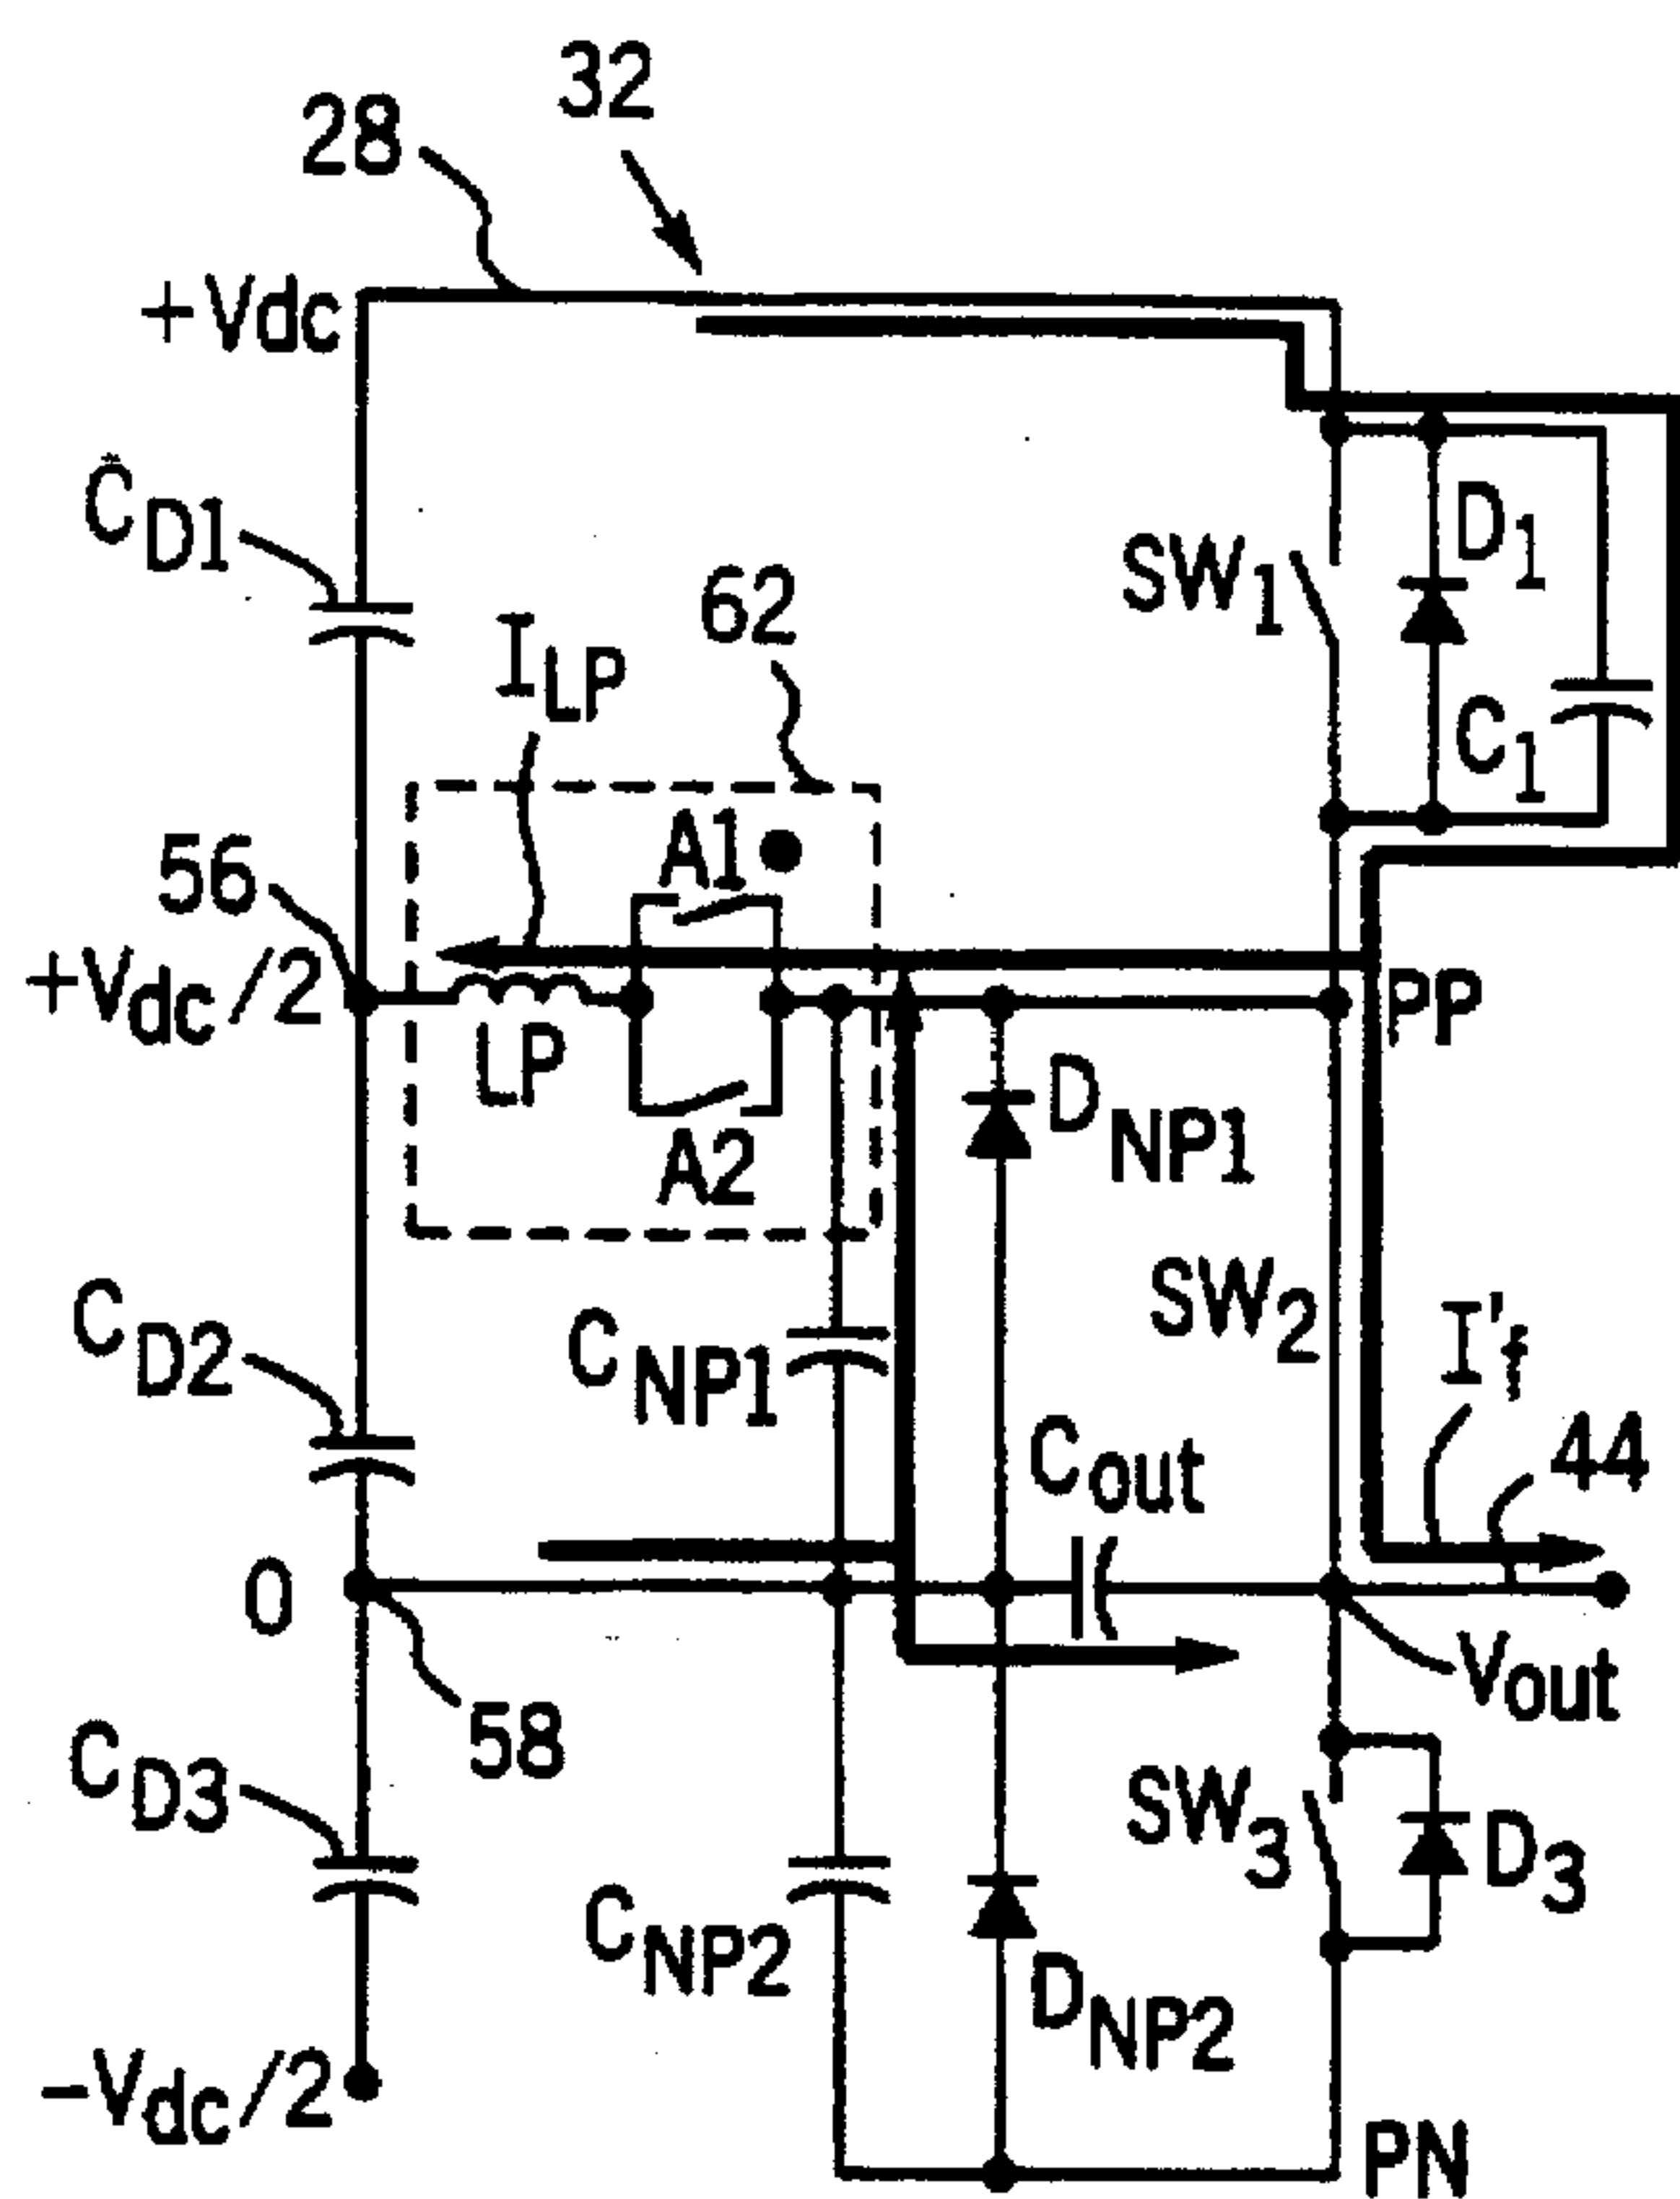 32
28
+Vdc
CD1
SW1
D1
62
ILP
C1
A1
56
+Vdc/2
PP
LP
DNP1
A2
SW2
CD2
CNP1
I'f
Cout
44
0
Vout
58
CD3
SW3
D3
CNP2
DNP2
-Vdc/2
PN